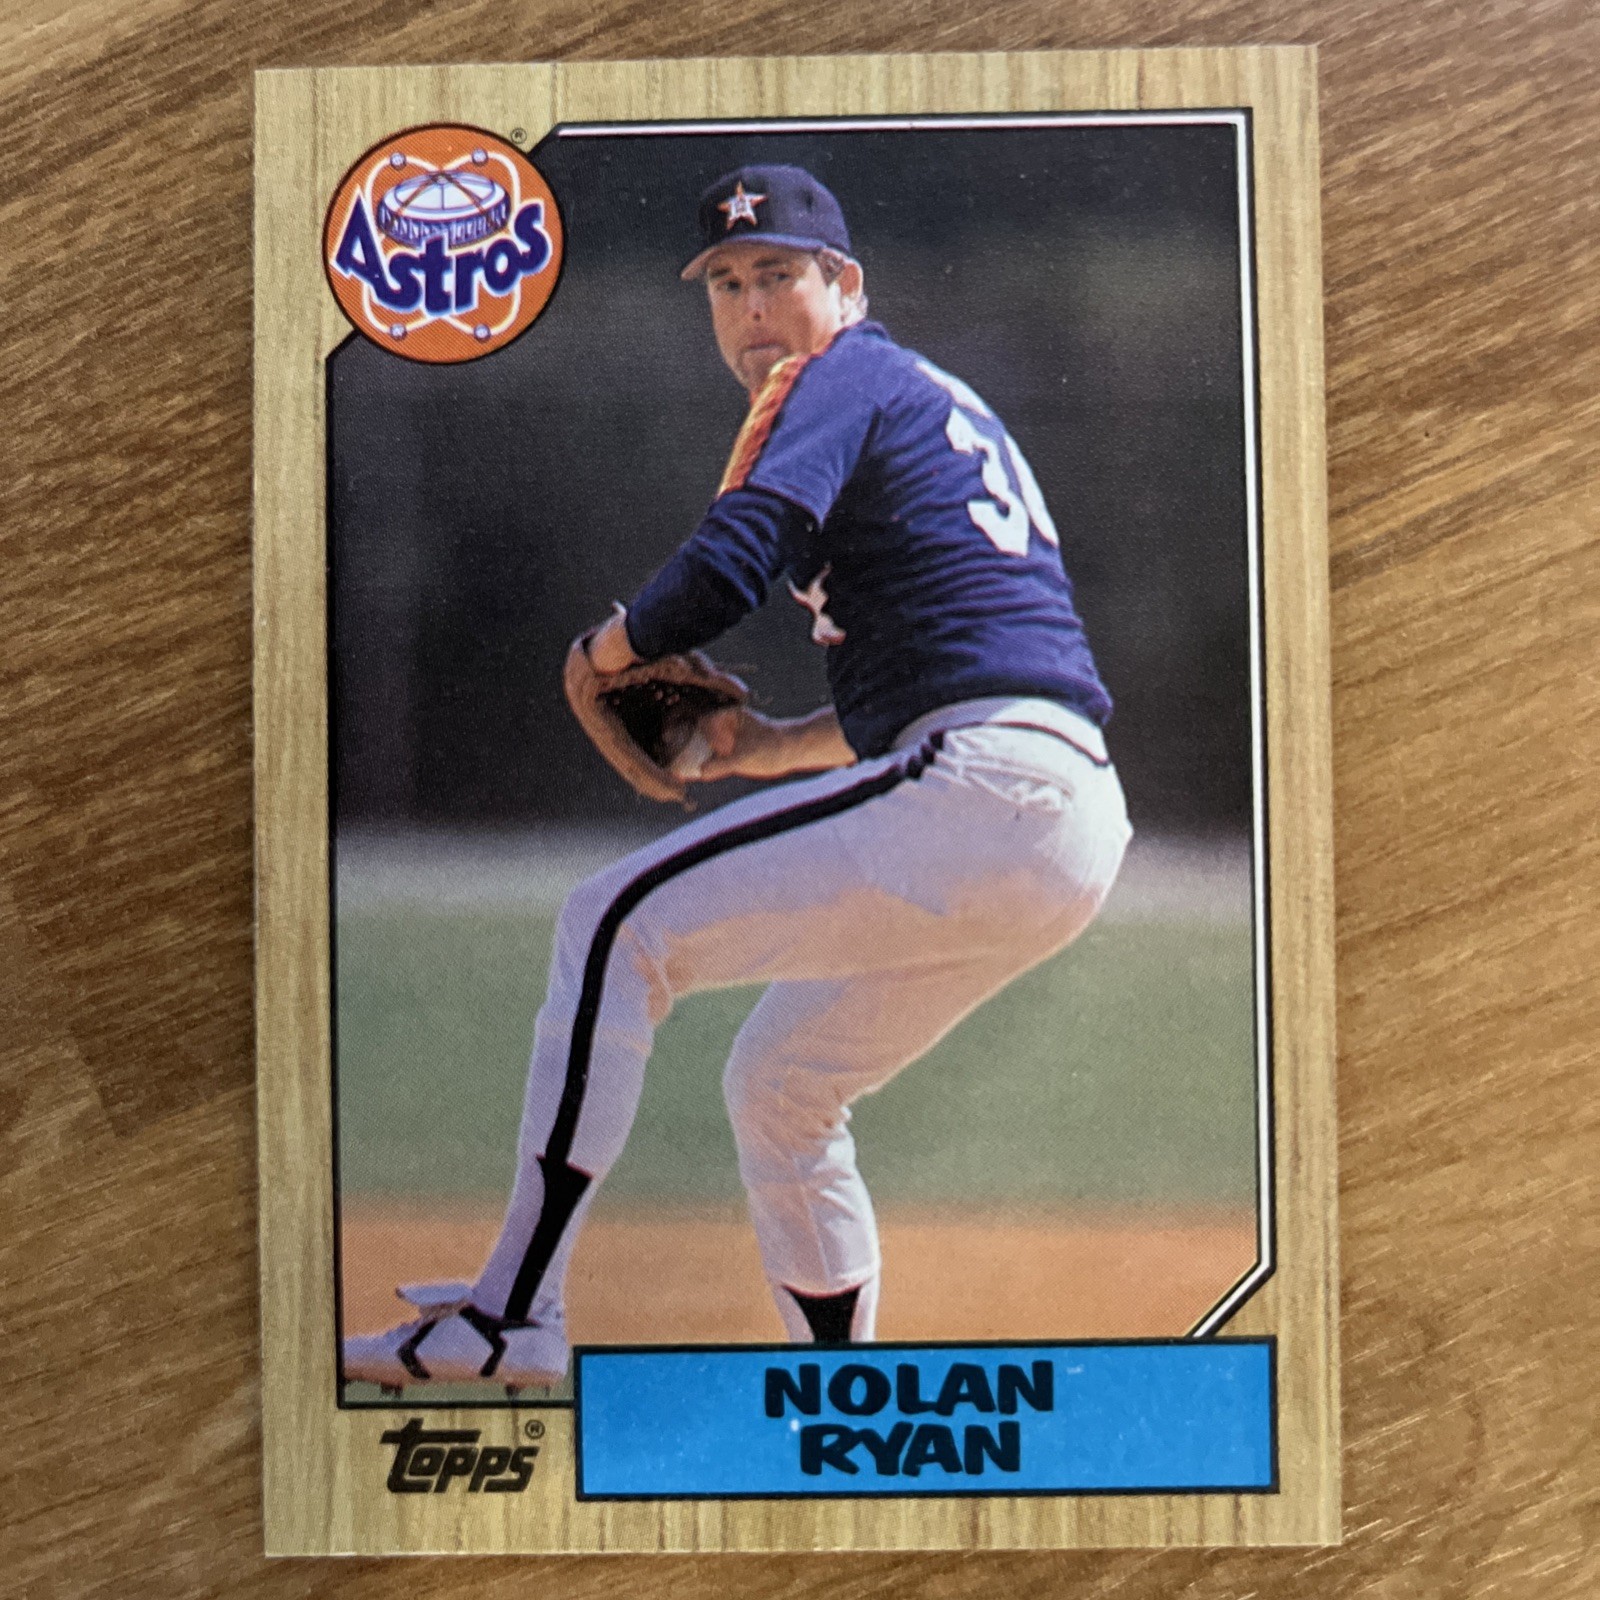 Astros
®
NOLAN
RYAN
topps®